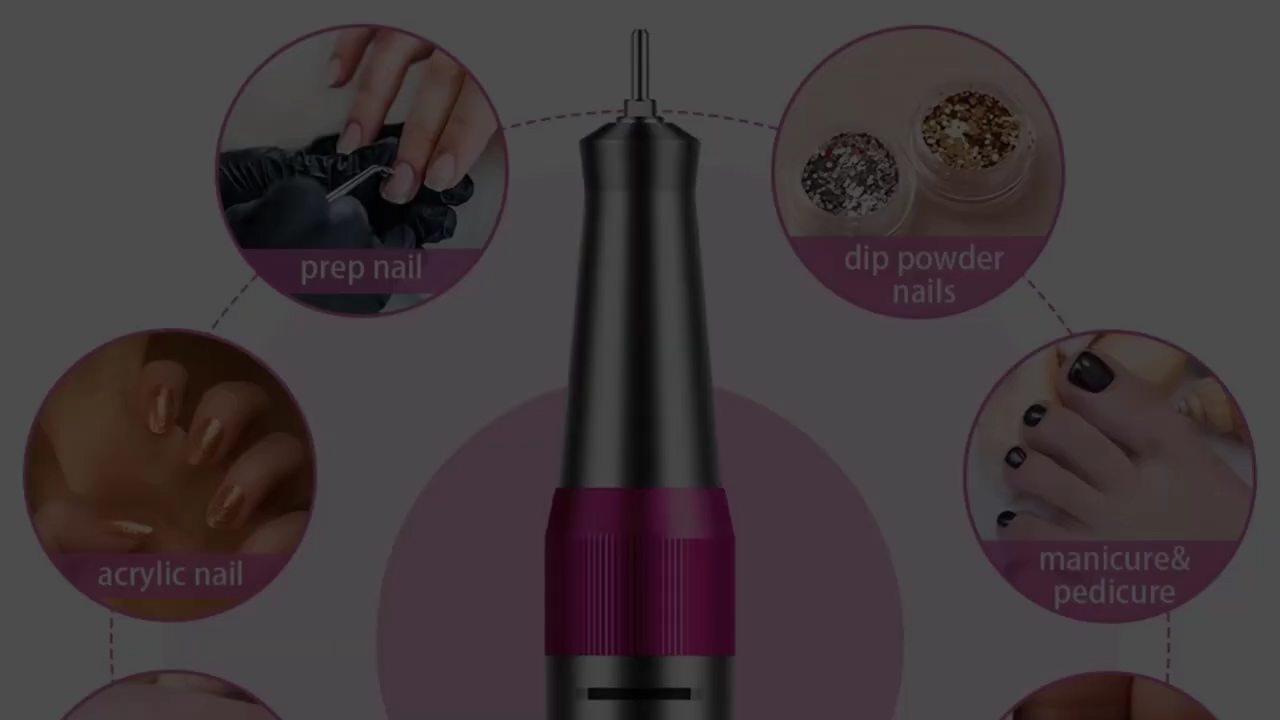 prep nail
dip powder
nails
acrylic nail
manicure&
pedicure